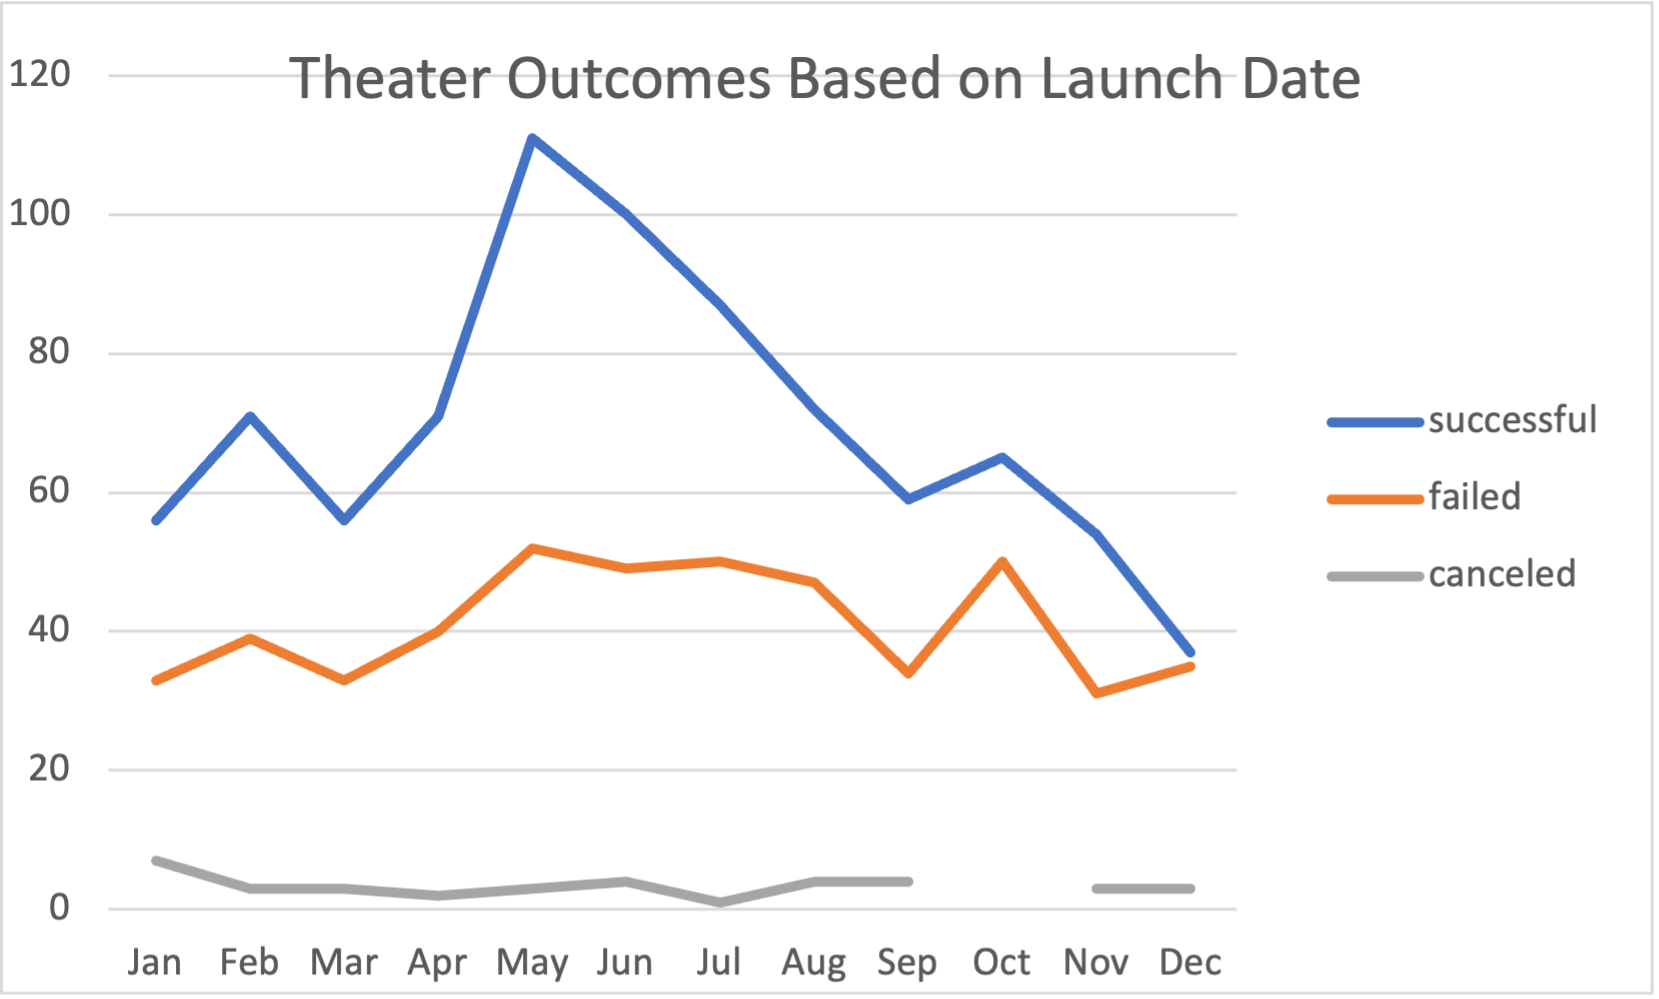 Theater Outcomes Based on Launch Date
120
100
80
60
40
20
0
Jan Feb Mar Apr May Jun Jul Aug Sep Oct Nov Dec
successful
failed
canceled